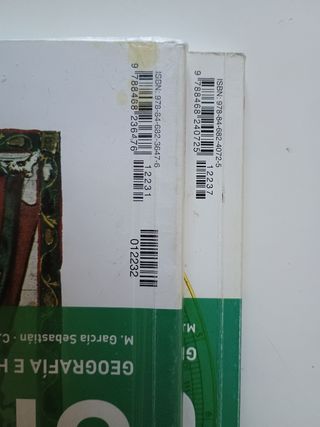 ISBN: 978-84-682-3647-6
9 788468 236476
12231
012232
M. García Sebastián · C.
GEOGRAFÍA E H
ISBN: 978-84-682-4072-5
9 788468 240725
12237
M.